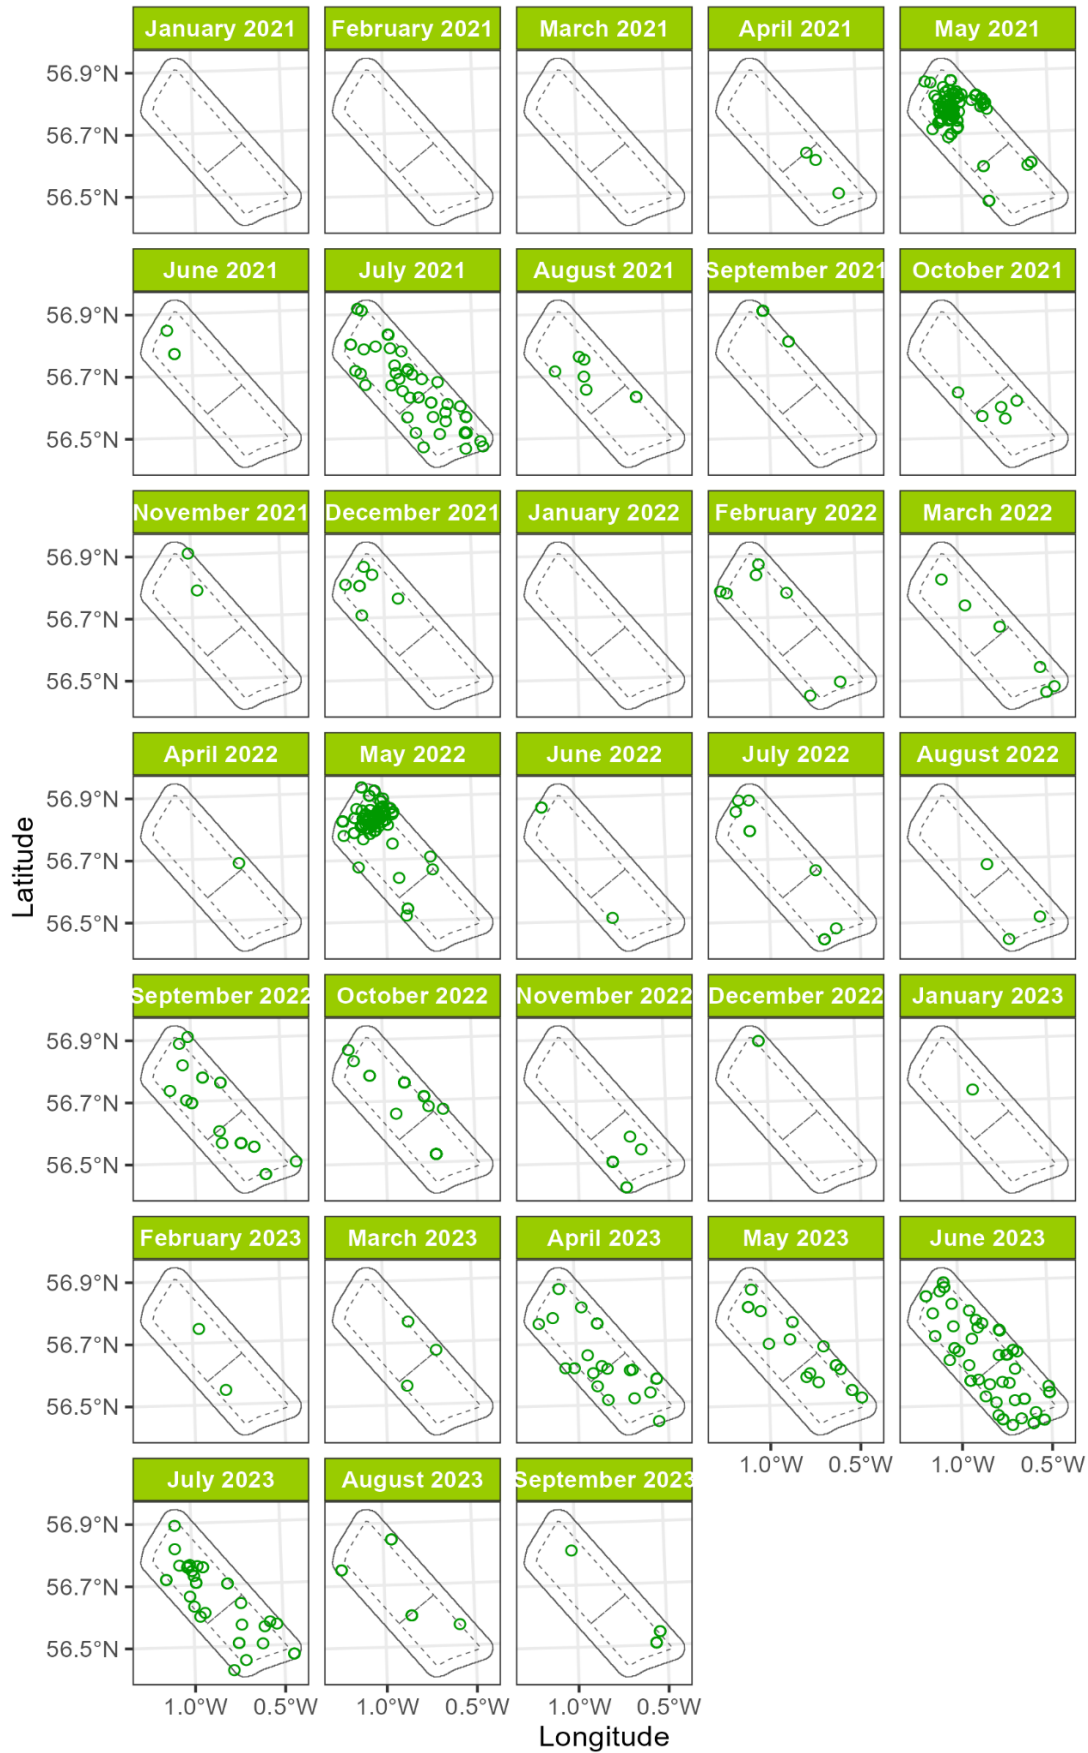 January 2021 February 2021 March 2021 April 2021 May 2021
56.9°N
56.7°N
56.5°N
June 2021 July 2021 August 2021 September 2021 October 2021
56.9°N
56.7°N
56.5°N
November 2021 December 2021 January 2022 February 2022 March 2022
56.9°N
56.7°N
56.5°N
April 2022 May 2022 June 2022 July 2022 August 2022
56.9°N
56.7°N
56.5°N
Latitude
September 2022 October 2022 November 2022 December 2022 January 2023
56.9°N
56.7°N
56.5°N
February 2023 March 2023 April 2023 May 2023 June 2023
56.9°N
56.7°N
56.5°N
1.0°W 0.5°W 1.0°W 0.5°W
July 2023 August 2023 September 2023
56.9°N
56.7°N
56.5°N
1.0°W 0.5°W 1.0°W 0.5°W 1.0°W 0.5°W
Longitude